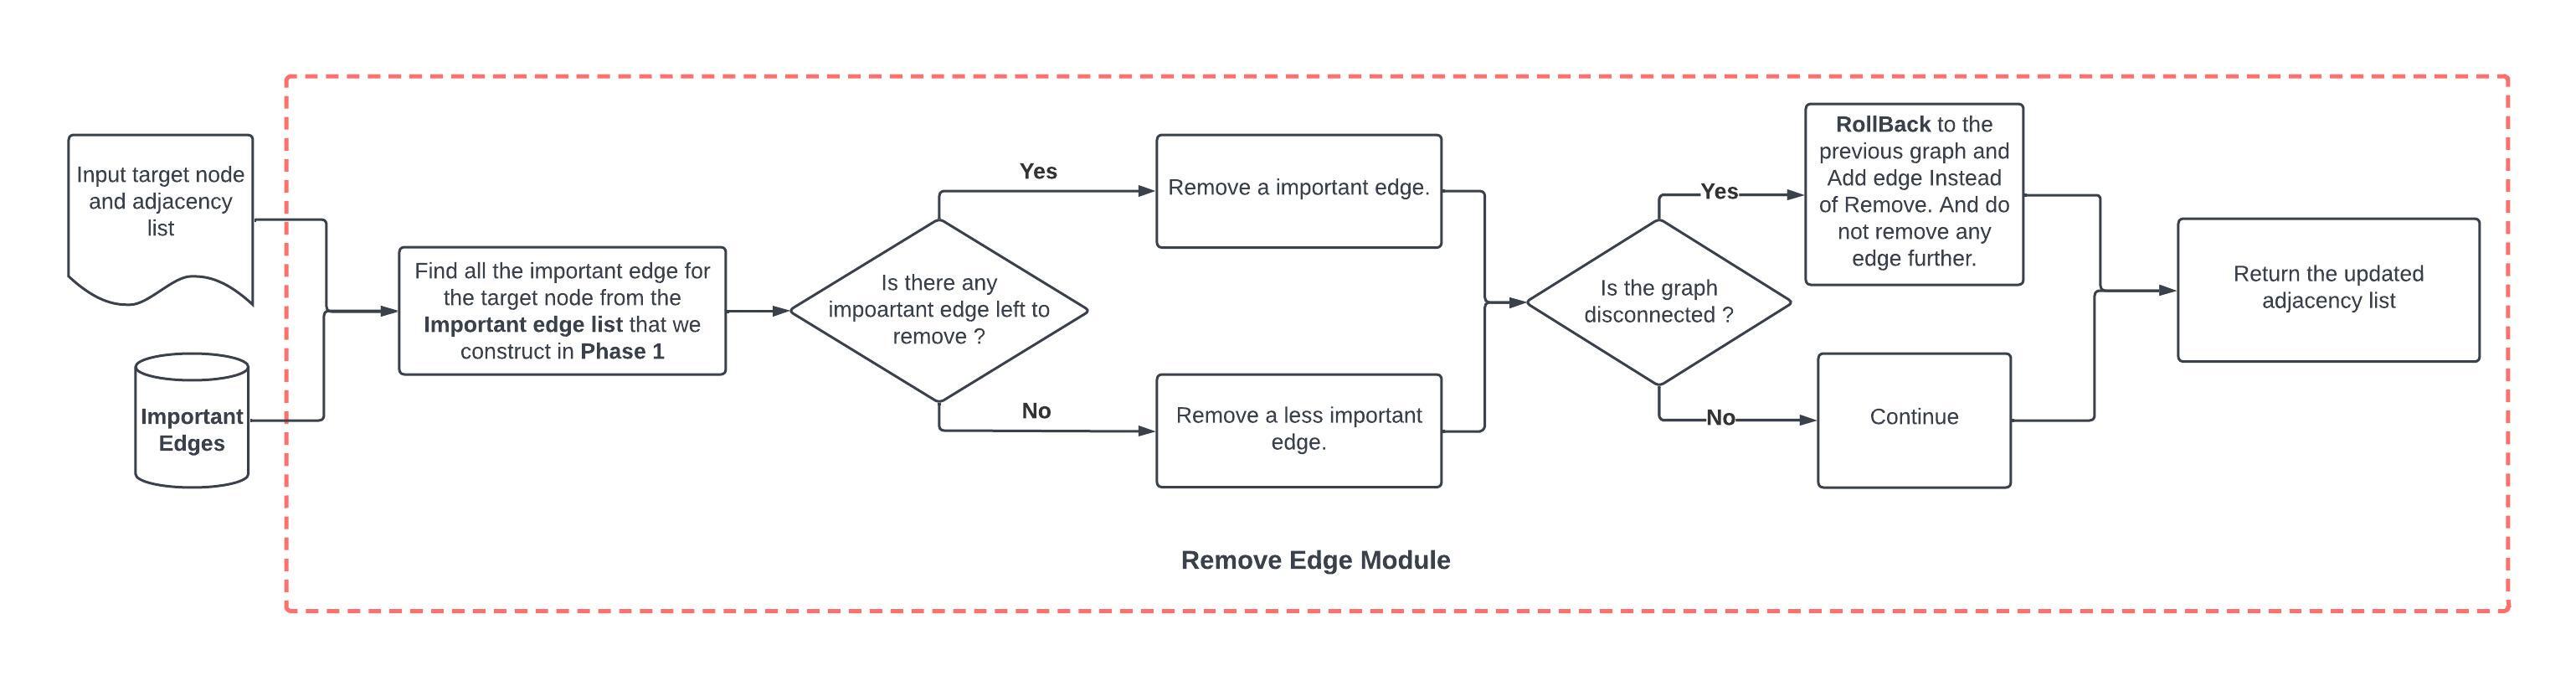 Input target node
and adjacency
list
Important
Edges
Find all the important edge for
the target node from the
Important edge list that we
construct in Phase 1
Is there any
impoartant edge left to
remove ?
Yes
No
Remove a important edge.
Remove a less important
edge.
Is the graph
disconnected ?
Yes
No
RollBack to the
previous graph and
Add edge Instead
of Remove. And do
not remove any
edge further.
Continue
Return the updated
adjacency list
Remove Edge Module